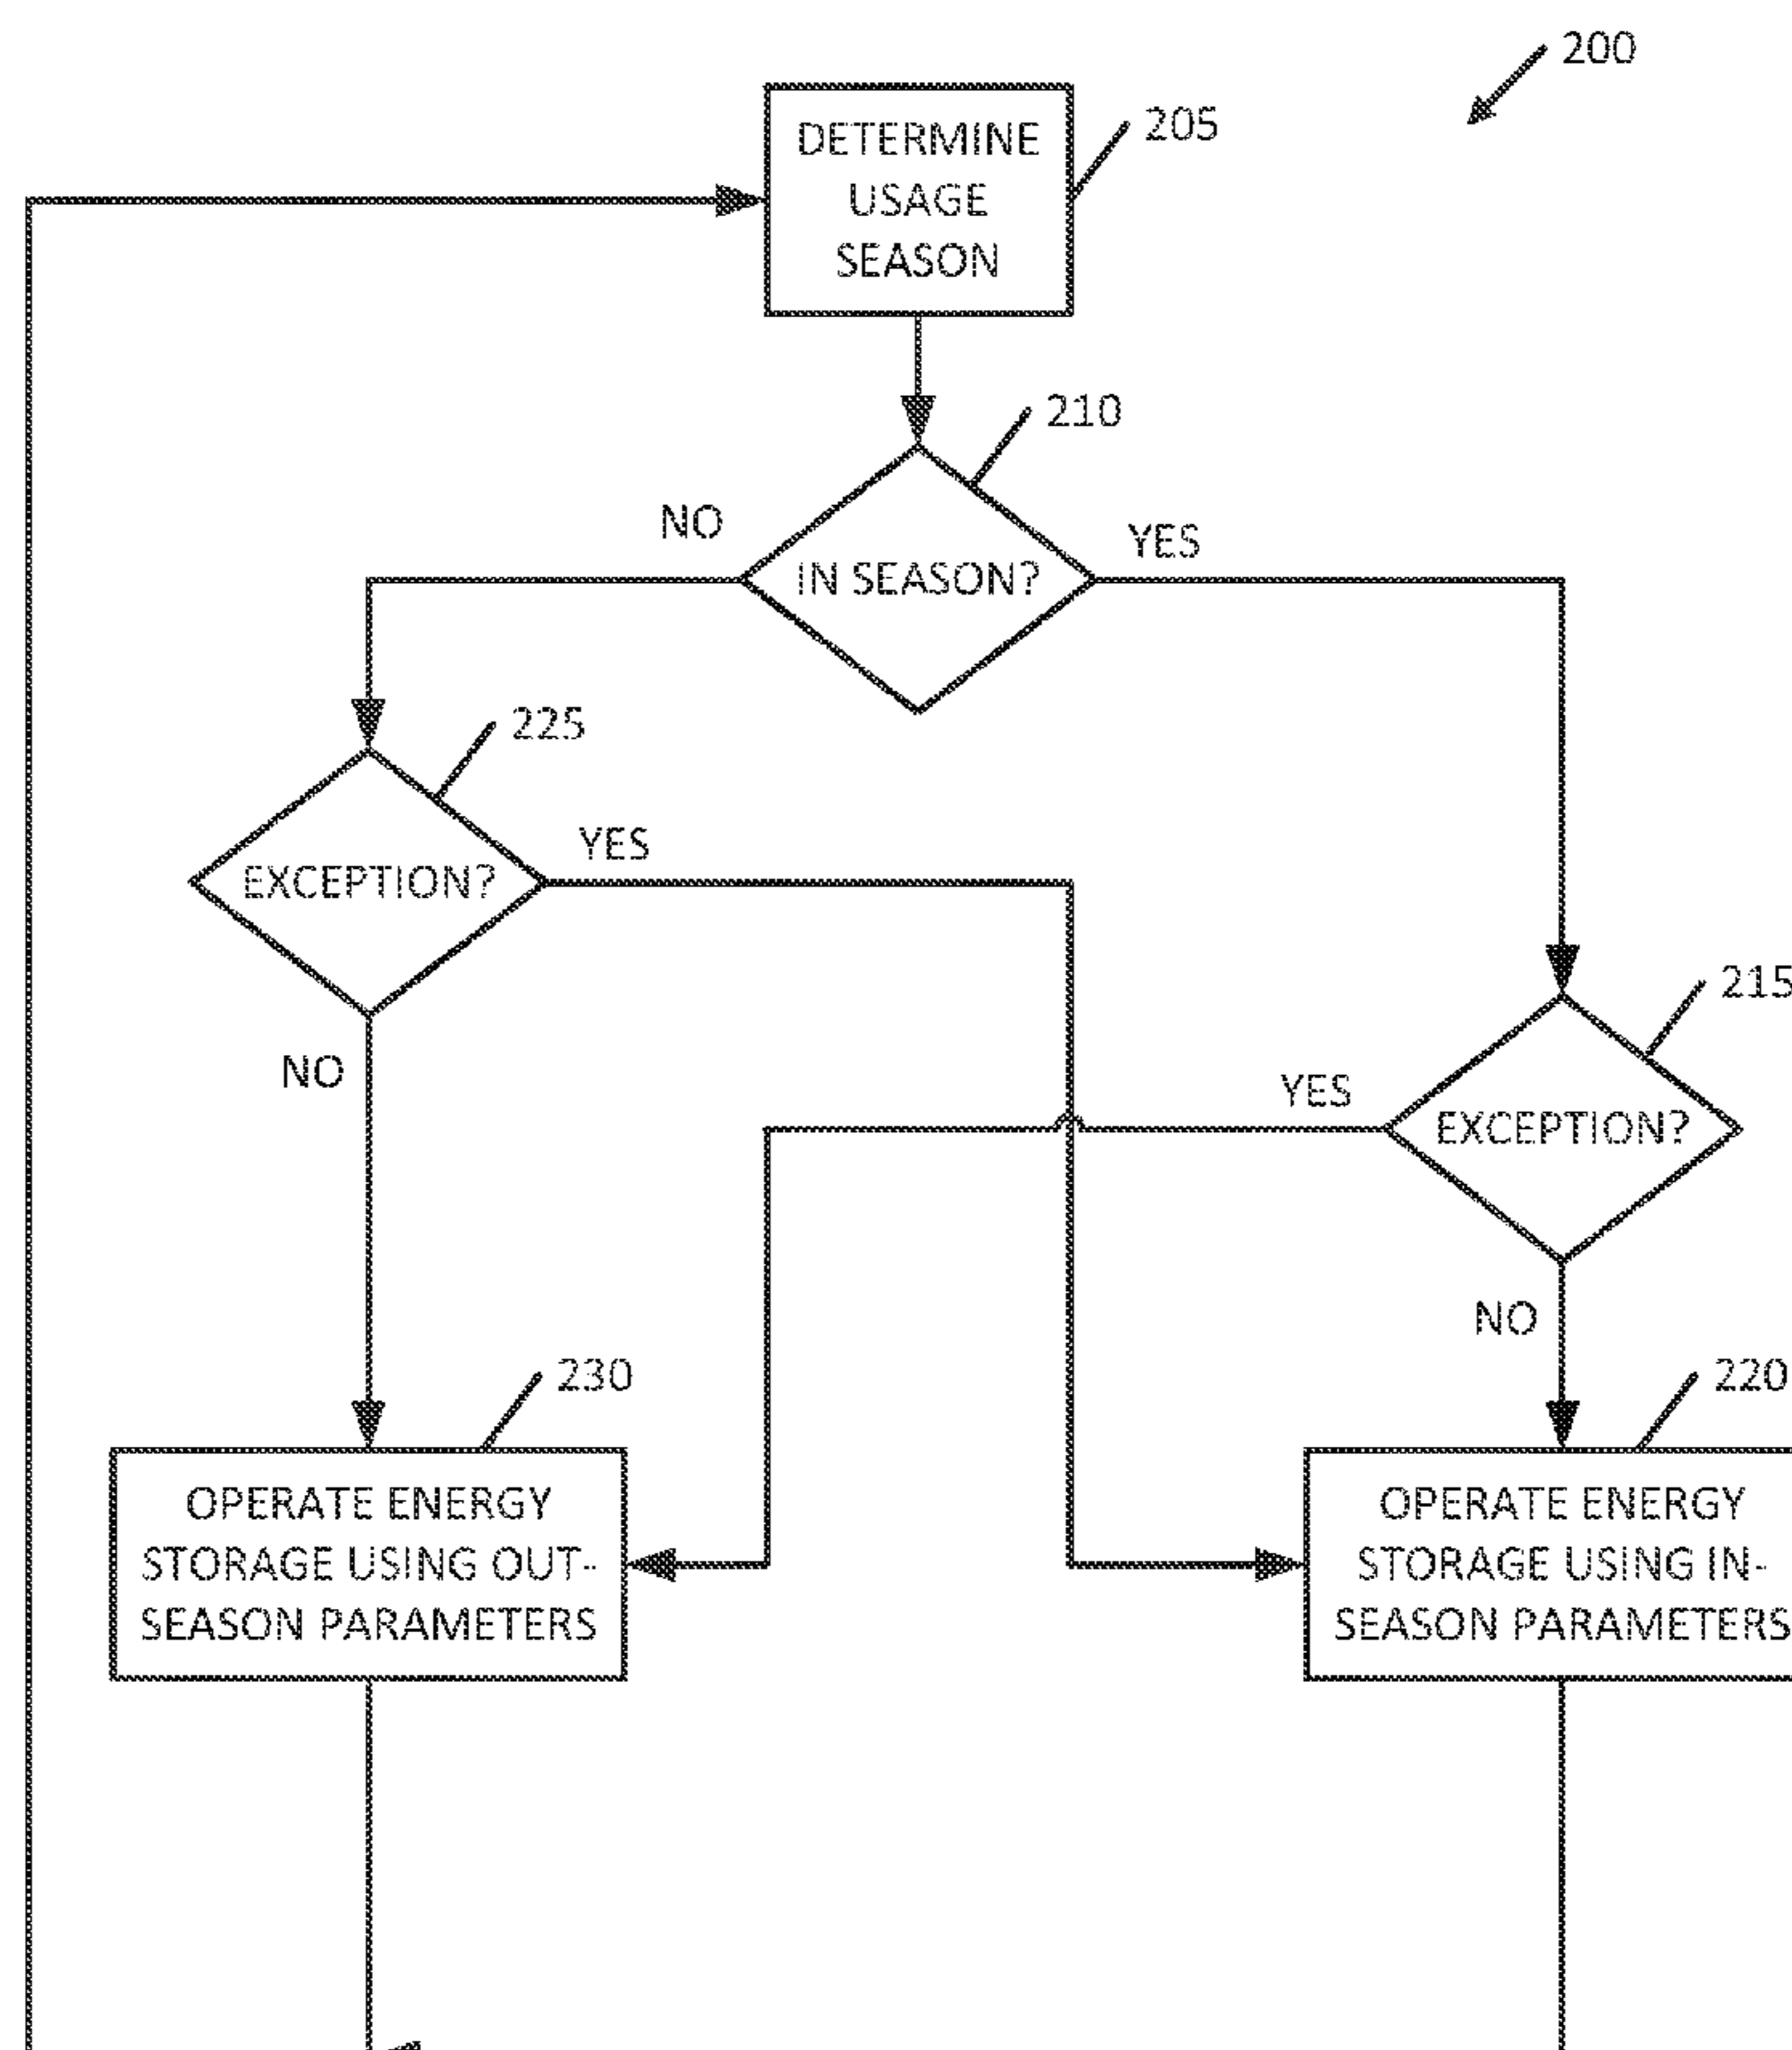 200
DETERMINE
USAGE
SEASON
205
210
NO
IN SEASON?
YES
225
EXCEPTION?
YES
NO
215
YES
EXCEPTION?
NO
230
220
OPERATE ENERGY
STORAGE USING OUT-
SEASON PARAMETERS
OPERATE ENERGY
STORAGE USING IN-
SEASON PARAMETERS